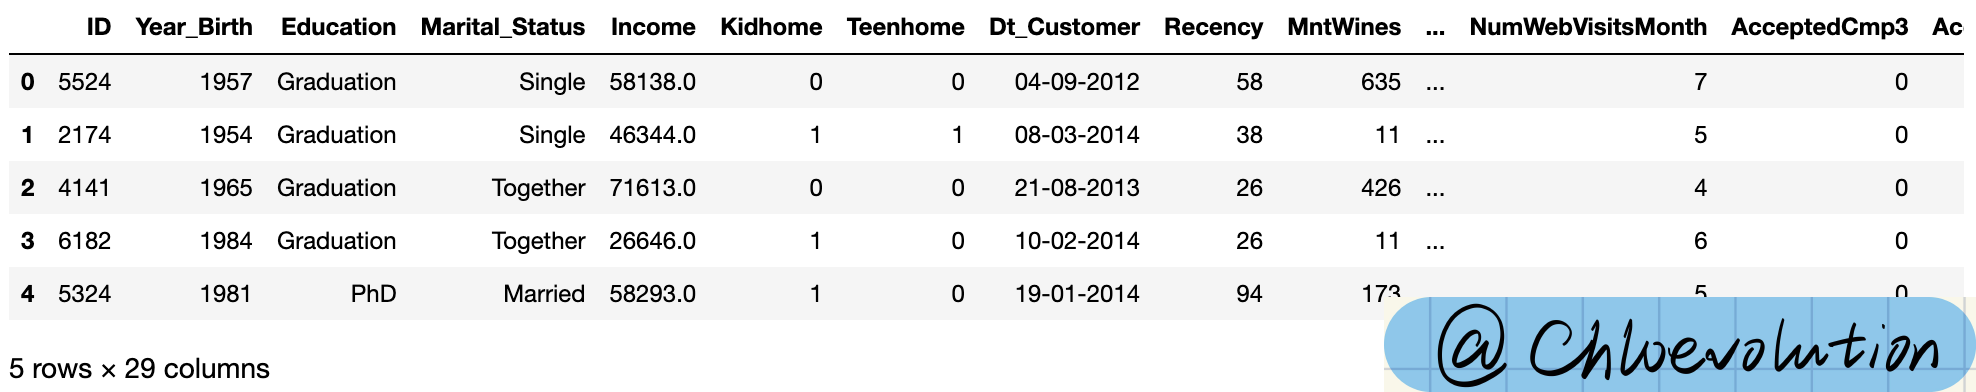 ID Year_Birth Education Marital_Status Income Kidhome Teenhome Dt_Customer Recency MntWines ... NumWebVisitsMonth AcceptedCmp3 Ac
0 5524 1957 Graduation Single 58138.0 0 0 04-09-2012 58 635 ... 7 0
1 2174 1954 Graduation Single 46344.0 1 1 08-03-2014 38 11 ... 5 0
2 4141 1965 Graduation Together 71613.0 0 0 21-08-2013 26 426 ... 4 0
3 6182 1984 Graduation Together 26646.0 1 0 10-02-2014 26 11 ... 6 0
4 5324 1981 PhD Married 58293.0 1 0 19-01-2014 94 173 5 0
5 rows × 29 columns
@Chloevolution